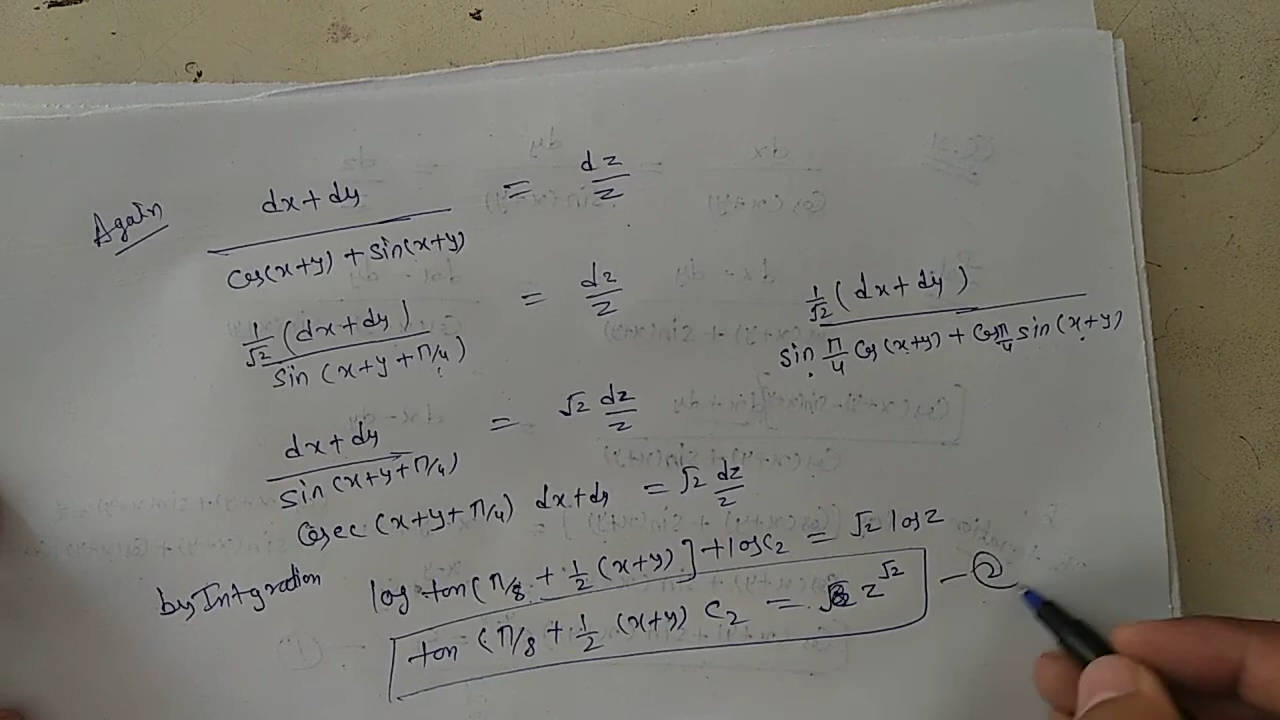 Again (dx+dy)/(cos(x+y)+sin(x+y)) = dz/z
1/√2 (dx+dy)/sin(x+y+π/4) = dz/z
1/√2 (dx+dy)/(sin π/4 cos(x+y) + cos π/4 sin(x+y))
(dx+dy)/sin(x+y+π/4) = √2 dz/z
Cosec (x+y+π/4) dx+dy = √2 dz/z
by Intgration log tan(π/8 + 1/2 (x+y)] + log C₂ = √2 log z
tan (π/8 + 1/2 (x+y) C₂ = z^√2 — ②